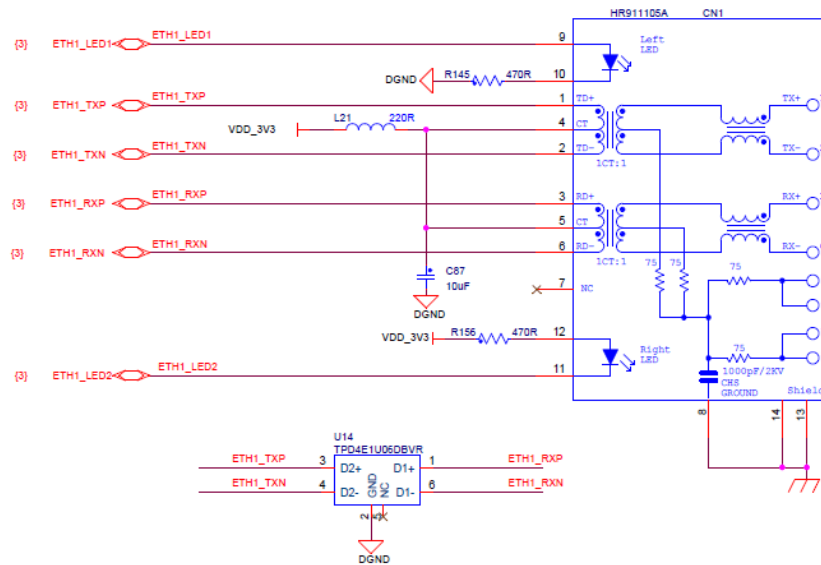 HR911105A CN1
{3} ETH1_LED1 ETH1_LED1 9 Left
LED
DGND R145 470R 10
{3} ETH1_TXP ETH1_TXP 1 TD+ TX+
L21 220R
VDD_3V3 4 CT
{3} ETH1_TXN ETH1_TXN 2 TD- TX-
1CT:1
{3} ETH1_RXP ETH1_RXP 3 RD+ RX+
5 CT
{3} ETH1_RXN ETH1_RXN 6 RD- RX-
1CT:1
C87 75 75 75
10uF 7 NC
DGND
VDD_3V3 R156 470R 12
75
Right
LED
{3} ETH1_LED2 ETH1_LED2 11
1000pF/2KV
CHS
GROUND Shield
8 14 13
U14
TPD4E1U06DBVR
ETH1_TXP 3 D2+ D1+ 1 ETH1_RXP
ETH1_TXN 4 D2- D1- 6 ETH1_RXN
GND NC
2 5
DGND